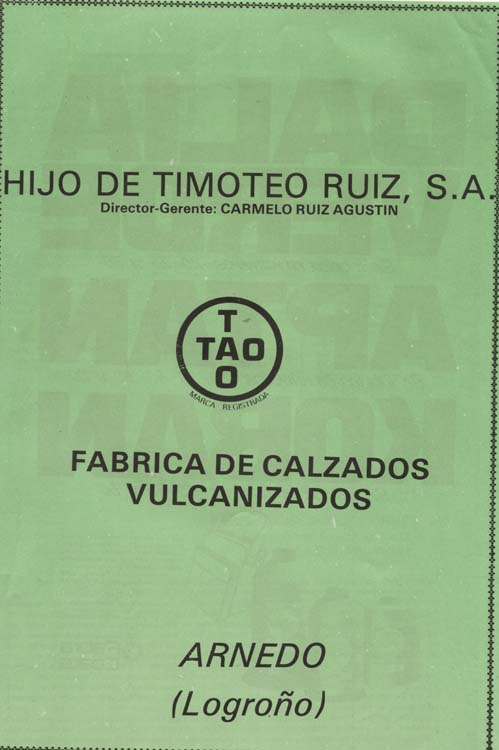 HIJO DE TIMOTEO RUIZ, S.A.
Director-Gerente: CARMELO RUIZ AGUSTIN
T
TAO
O
MARCA REGISTRADA
FABRICA DE CALZADOS
VULCANIZADOS
ARNEDO
(Logroño)